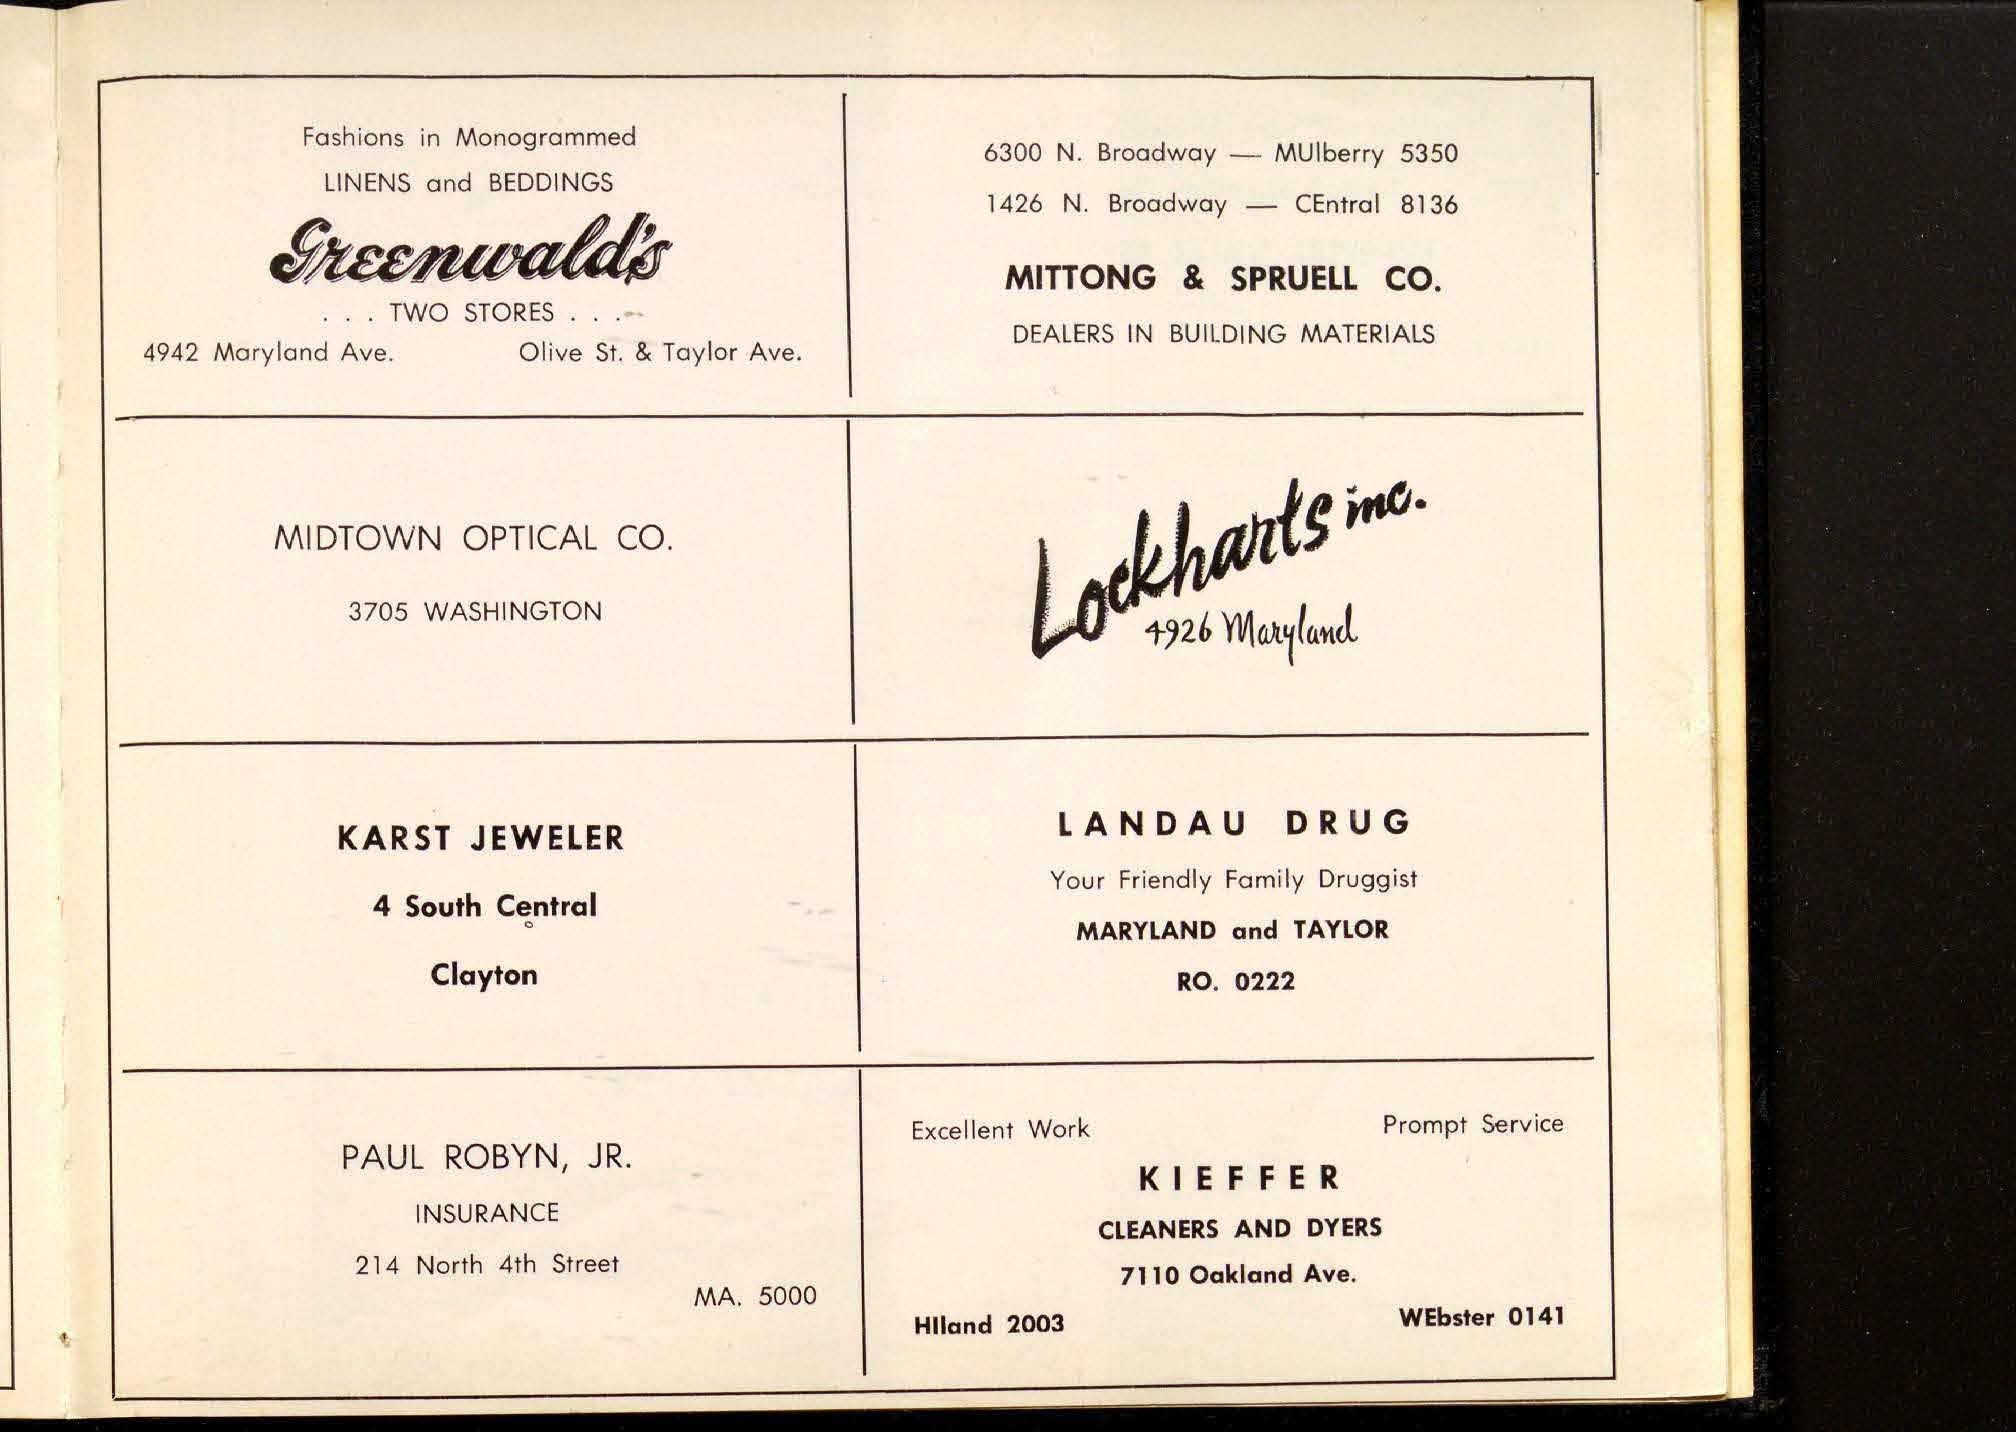 Fashions in Monogrammed
LINENS and BEDDINGS
Greenwald's
. . . TWO STORES . . .
4942 Maryland Ave. Olive St. & Taylor Ave.
6300 N. Broadway — MUlberry 5350
1426 N. Broadway — CEntral 8136
MITTONG & SPRUELL CO.
DEALERS IN BUILDING MATERIALS
MIDTOWN OPTICAL CO.
3705 WASHINGTON
Lockharts inc.
4926 Maryland
KARST JEWELER
4 South Central
Clayton
LANDAU DRUG
Your Friendly Family Druggist
MARYLAND and TAYLOR
RO. 0222
PAUL ROBYN, JR.
INSURANCE
214 North 4th Street
MA. 5000
Excellent Work Prompt Service
KIEFFER
CLEANERS AND DYERS
7110 Oakland Ave.
HIland 2003 WEbster 0141